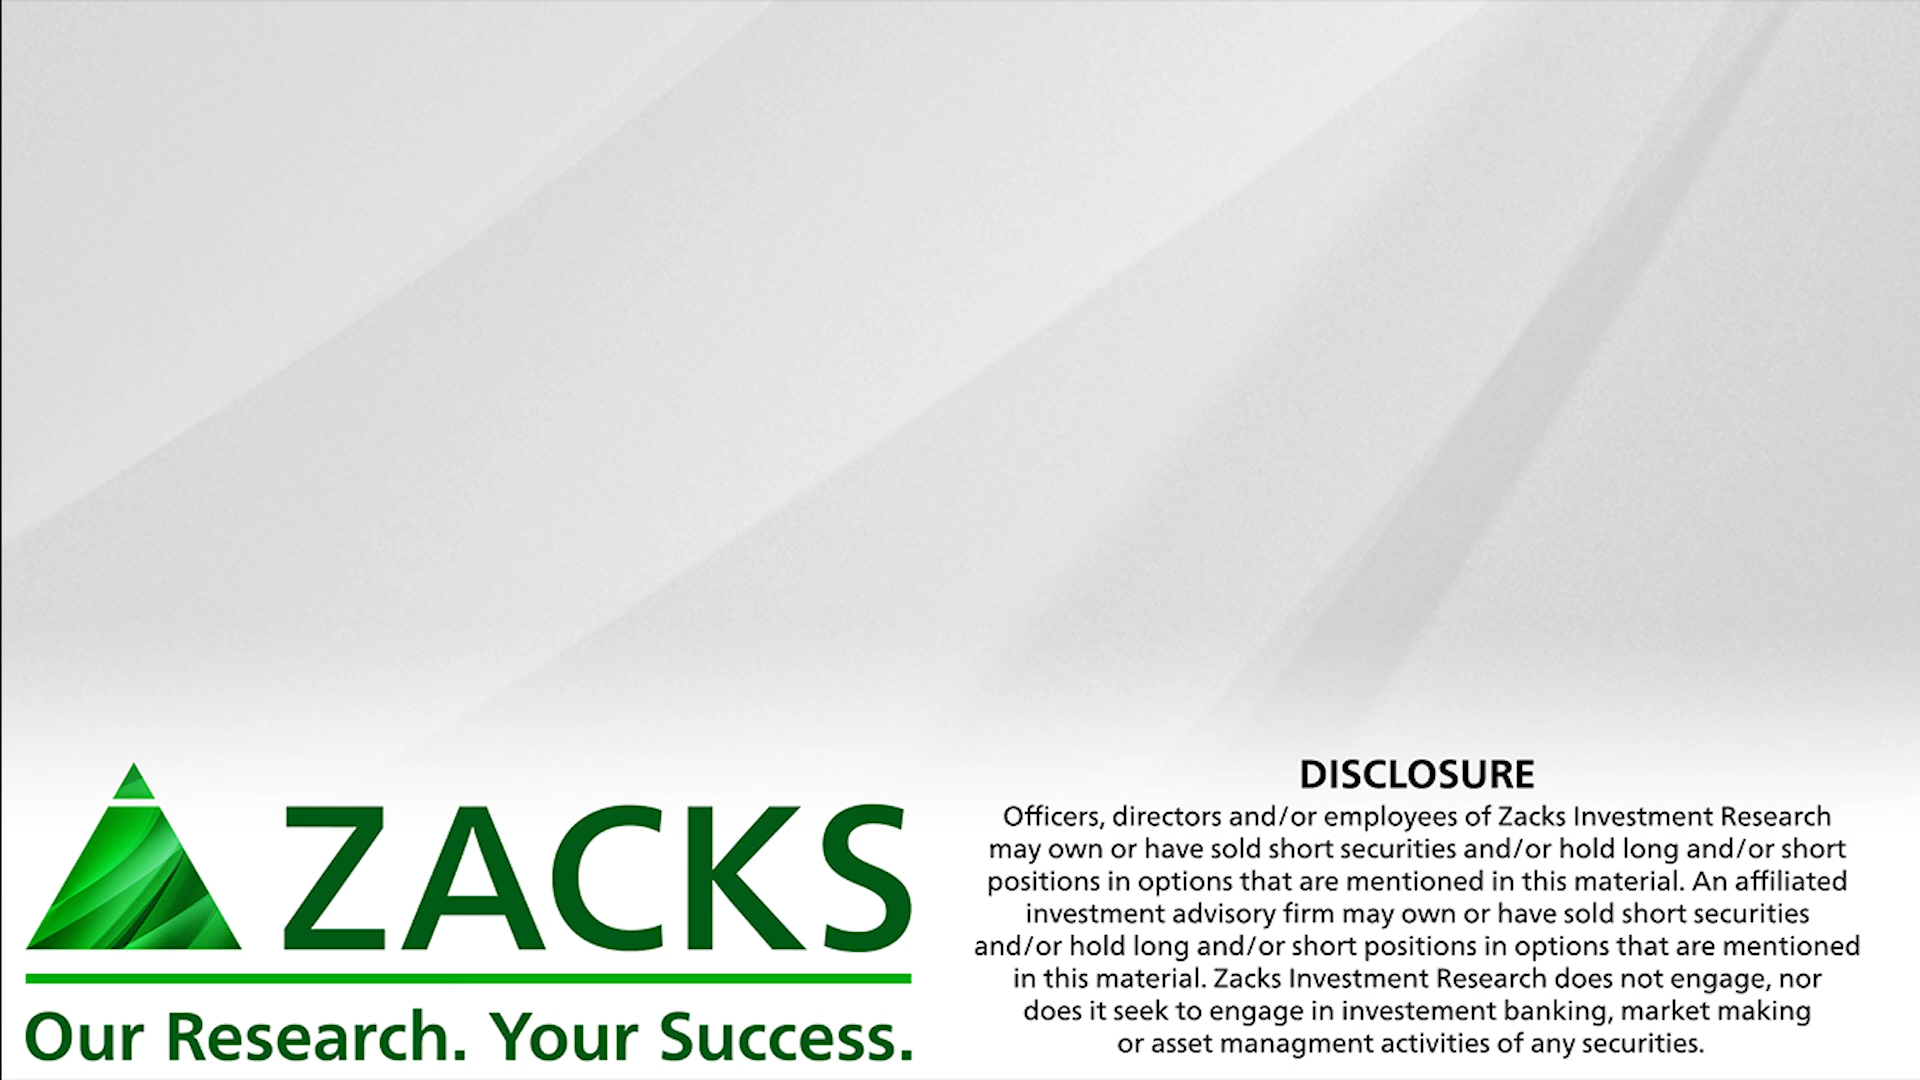 ZACKS
Our Research. Your Success.
DISCLOSURE
Officers, directors and/or employees of Zacks Investment Research
may own or have sold short securities and/or hold long and/or short
positions in options that are mentioned in this material. An affiliated
investment advisory firm may own or have sold short securities
and/or hold long and/or short positions in options that are mentioned
in this material. Zacks Investment Research does not engage, nor
does it seek to engage in investement banking, market making
or asset managment activities of any securities.